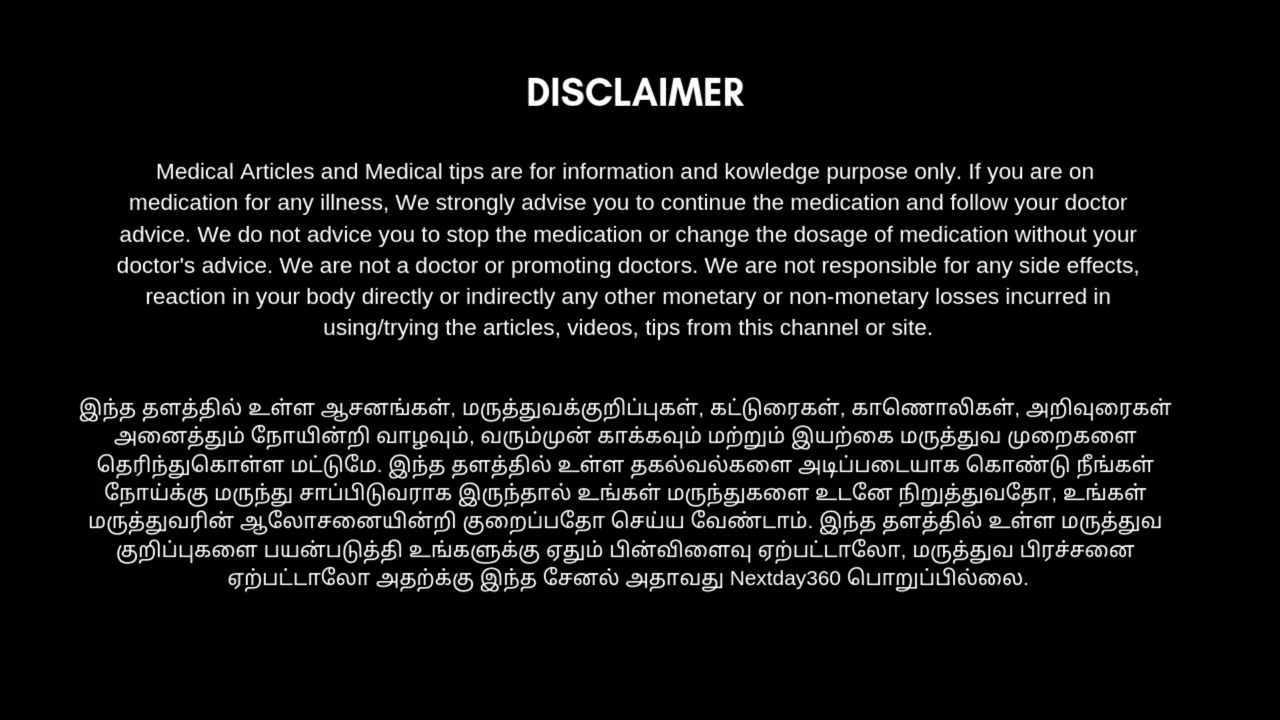 DISCLAIMER
Medical Articles and Medical tips are for information and kowledge purpose only. If you are on
medication for any illness, We strongly advise you to continue the medication and follow your doctor
advice. We do not advice you to stop the medication or change the dosage of medication without your
doctor's advice. We are not a doctor or promoting doctors. We are not responsible for any side effects,
reaction in your body directly or indirectly any other monetary or non-monetary losses incurred in
using/trying the articles, videos, tips from this channel or site.
இந்த தளத்தில் உள்ள ஆசனங்கள், மருத்துவக்குறிப்புகள், கட்டுரைகள், காணொலிகள், அறிவுரைகள்
அனைத்தும் நோயின்றி வாழவும், வரும்முன் காக்கவும் மற்றும் இயற்கை மருத்துவ முறைகளை
தெரிந்துகொள்ள மட்டுமே. இந்த தளத்தில் உள்ள தகல்வல்களை அடிப்படையாக கொண்டு நீங்கள்
நோய்க்கு மருந்து சாப்பிடுவராக இருந்தால் உங்கள் மருந்துகளை உடனே நிறுத்துவதோ, உங்கள்
மருத்துவரின் ஆலோசனையின்றி குறைப்பதோ செய்ய வேண்டாம். இந்த தளத்தில் உள்ள மருத்துவ
குறிப்புகளை பயன்படுத்தி உங்களுக்கு ஏதும் பின்விளைவு ஏற்பட்டாலோ, மருத்துவ பிரச்சனை
ஏற்பட்டாலோ அதற்க்கு இந்த சேனல் அதாவது Nextday360 பொறுப்பில்லை.